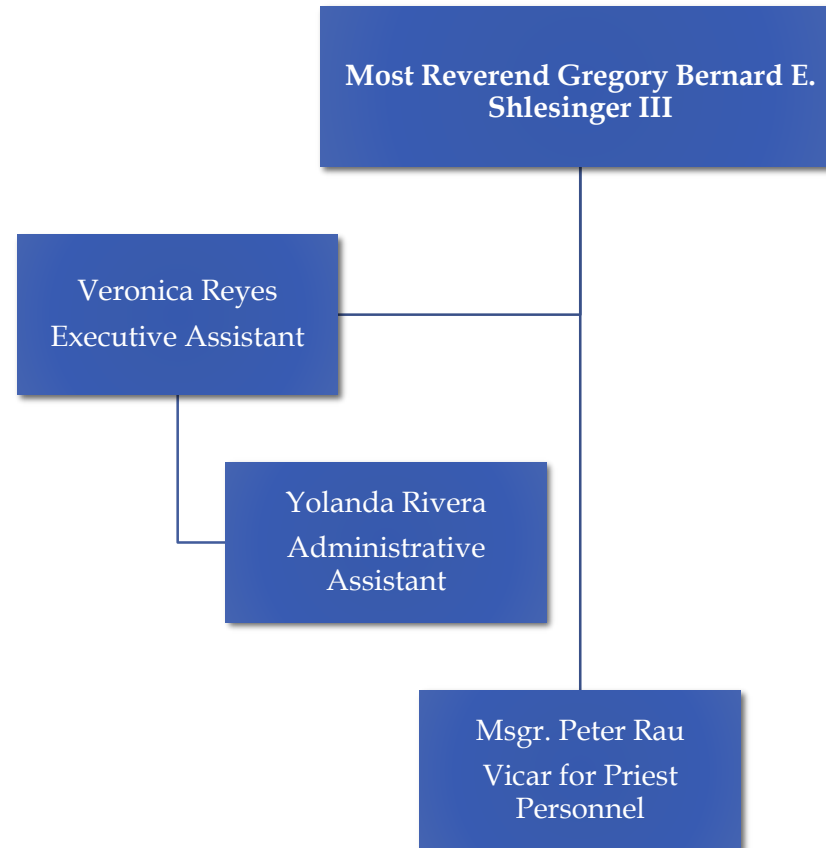 Most Reverend Gregory Bernard E.
Shlesinger III
Veronica Reyes
Executive Assistant
Yolanda Rivera
Administrative
Assistant
Msgr. Peter Rau
Vicar for Priest
Personnel